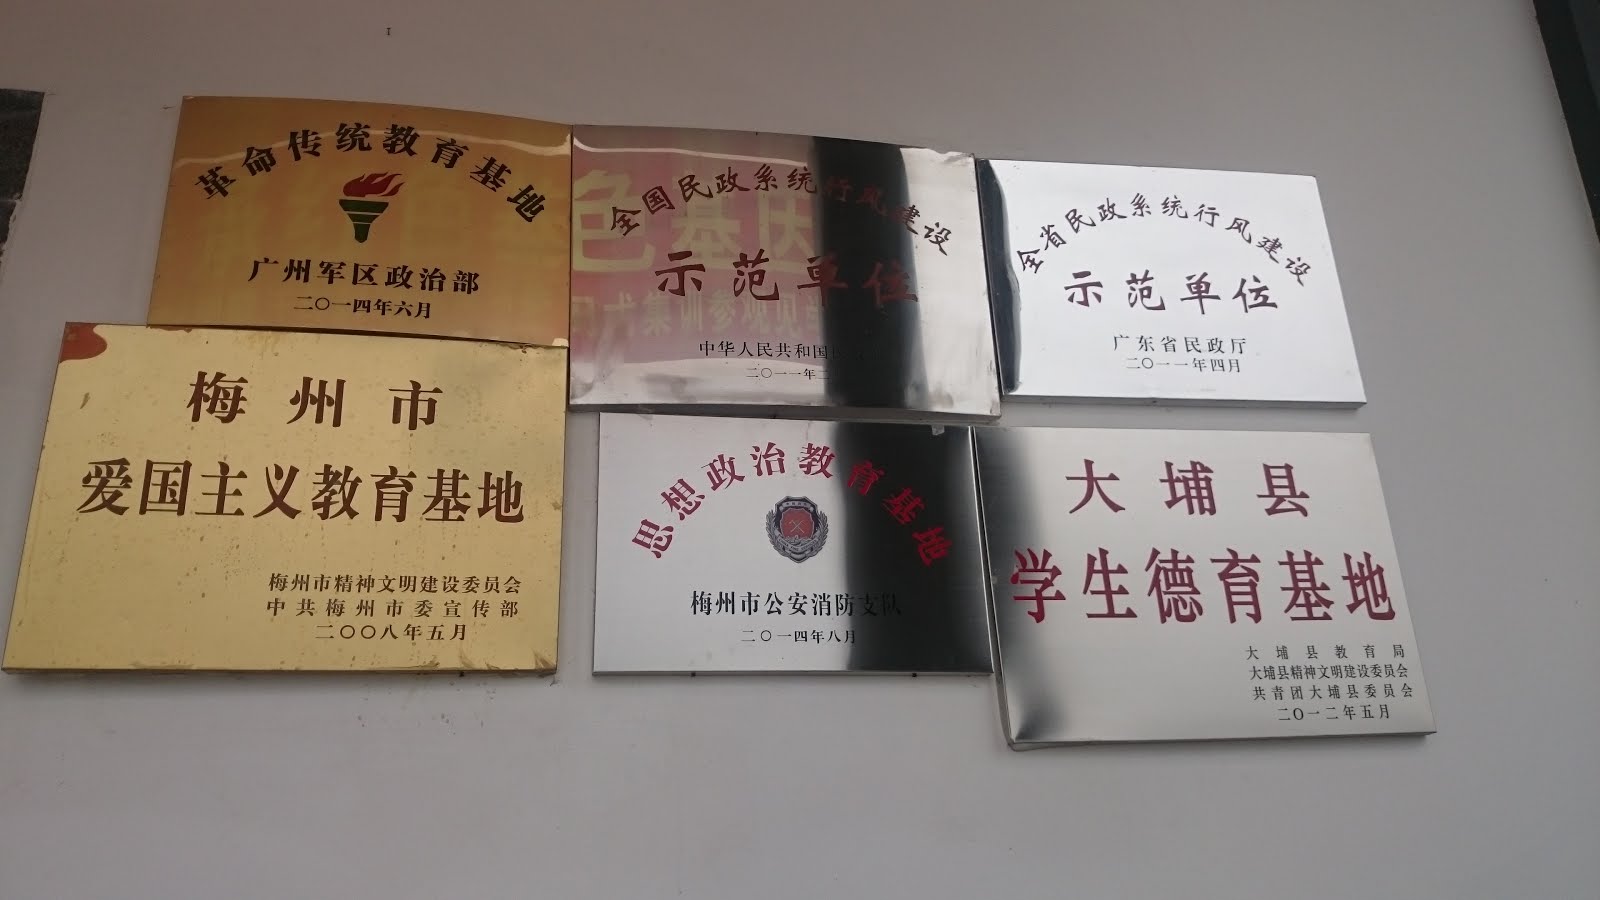 革命传统教育基地
广州军区政治部
二〇一四年六月
全国民政系统行风建设
示范单位
中华人民共和国
二〇一一年二
全省民政系统行风建设
示范单位
广东省民政厅
二〇一一年四月
梅州市
爱国主义教育基地
梅州市精神文明建设委员会
中共梅州市委宣传部
二〇〇八年五月
思想政治教育基地
梅州市公安消防支队
二〇一四年八月
大埔县
学生德育基地
大埔县教育局
大埔县精神文明建设委员会
共青团大埔县委员会
二〇一二年五月